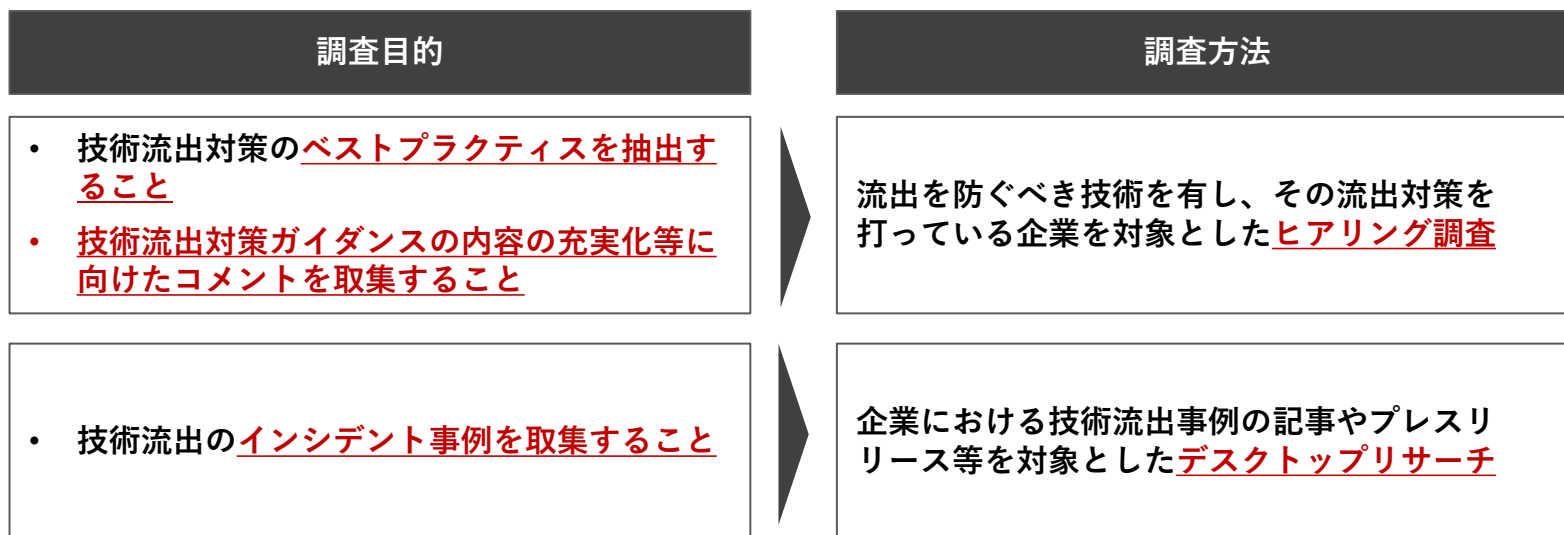 調査目的
調査方法
• 技術流出対策のベストプラクティスを抽出す
ること
• 技術流出対策ガイダンスの内容の充実化等に
向けたコメントを取集すること
流出を防ぐべき技術を有し、その流出対策を
打っている企業を対象としたヒアリング調査
• 技術流出のインシデント事例を取集すること
企業における技術流出事例の記事やプレスリ
リース等を対象としたデスクトップリサーチ